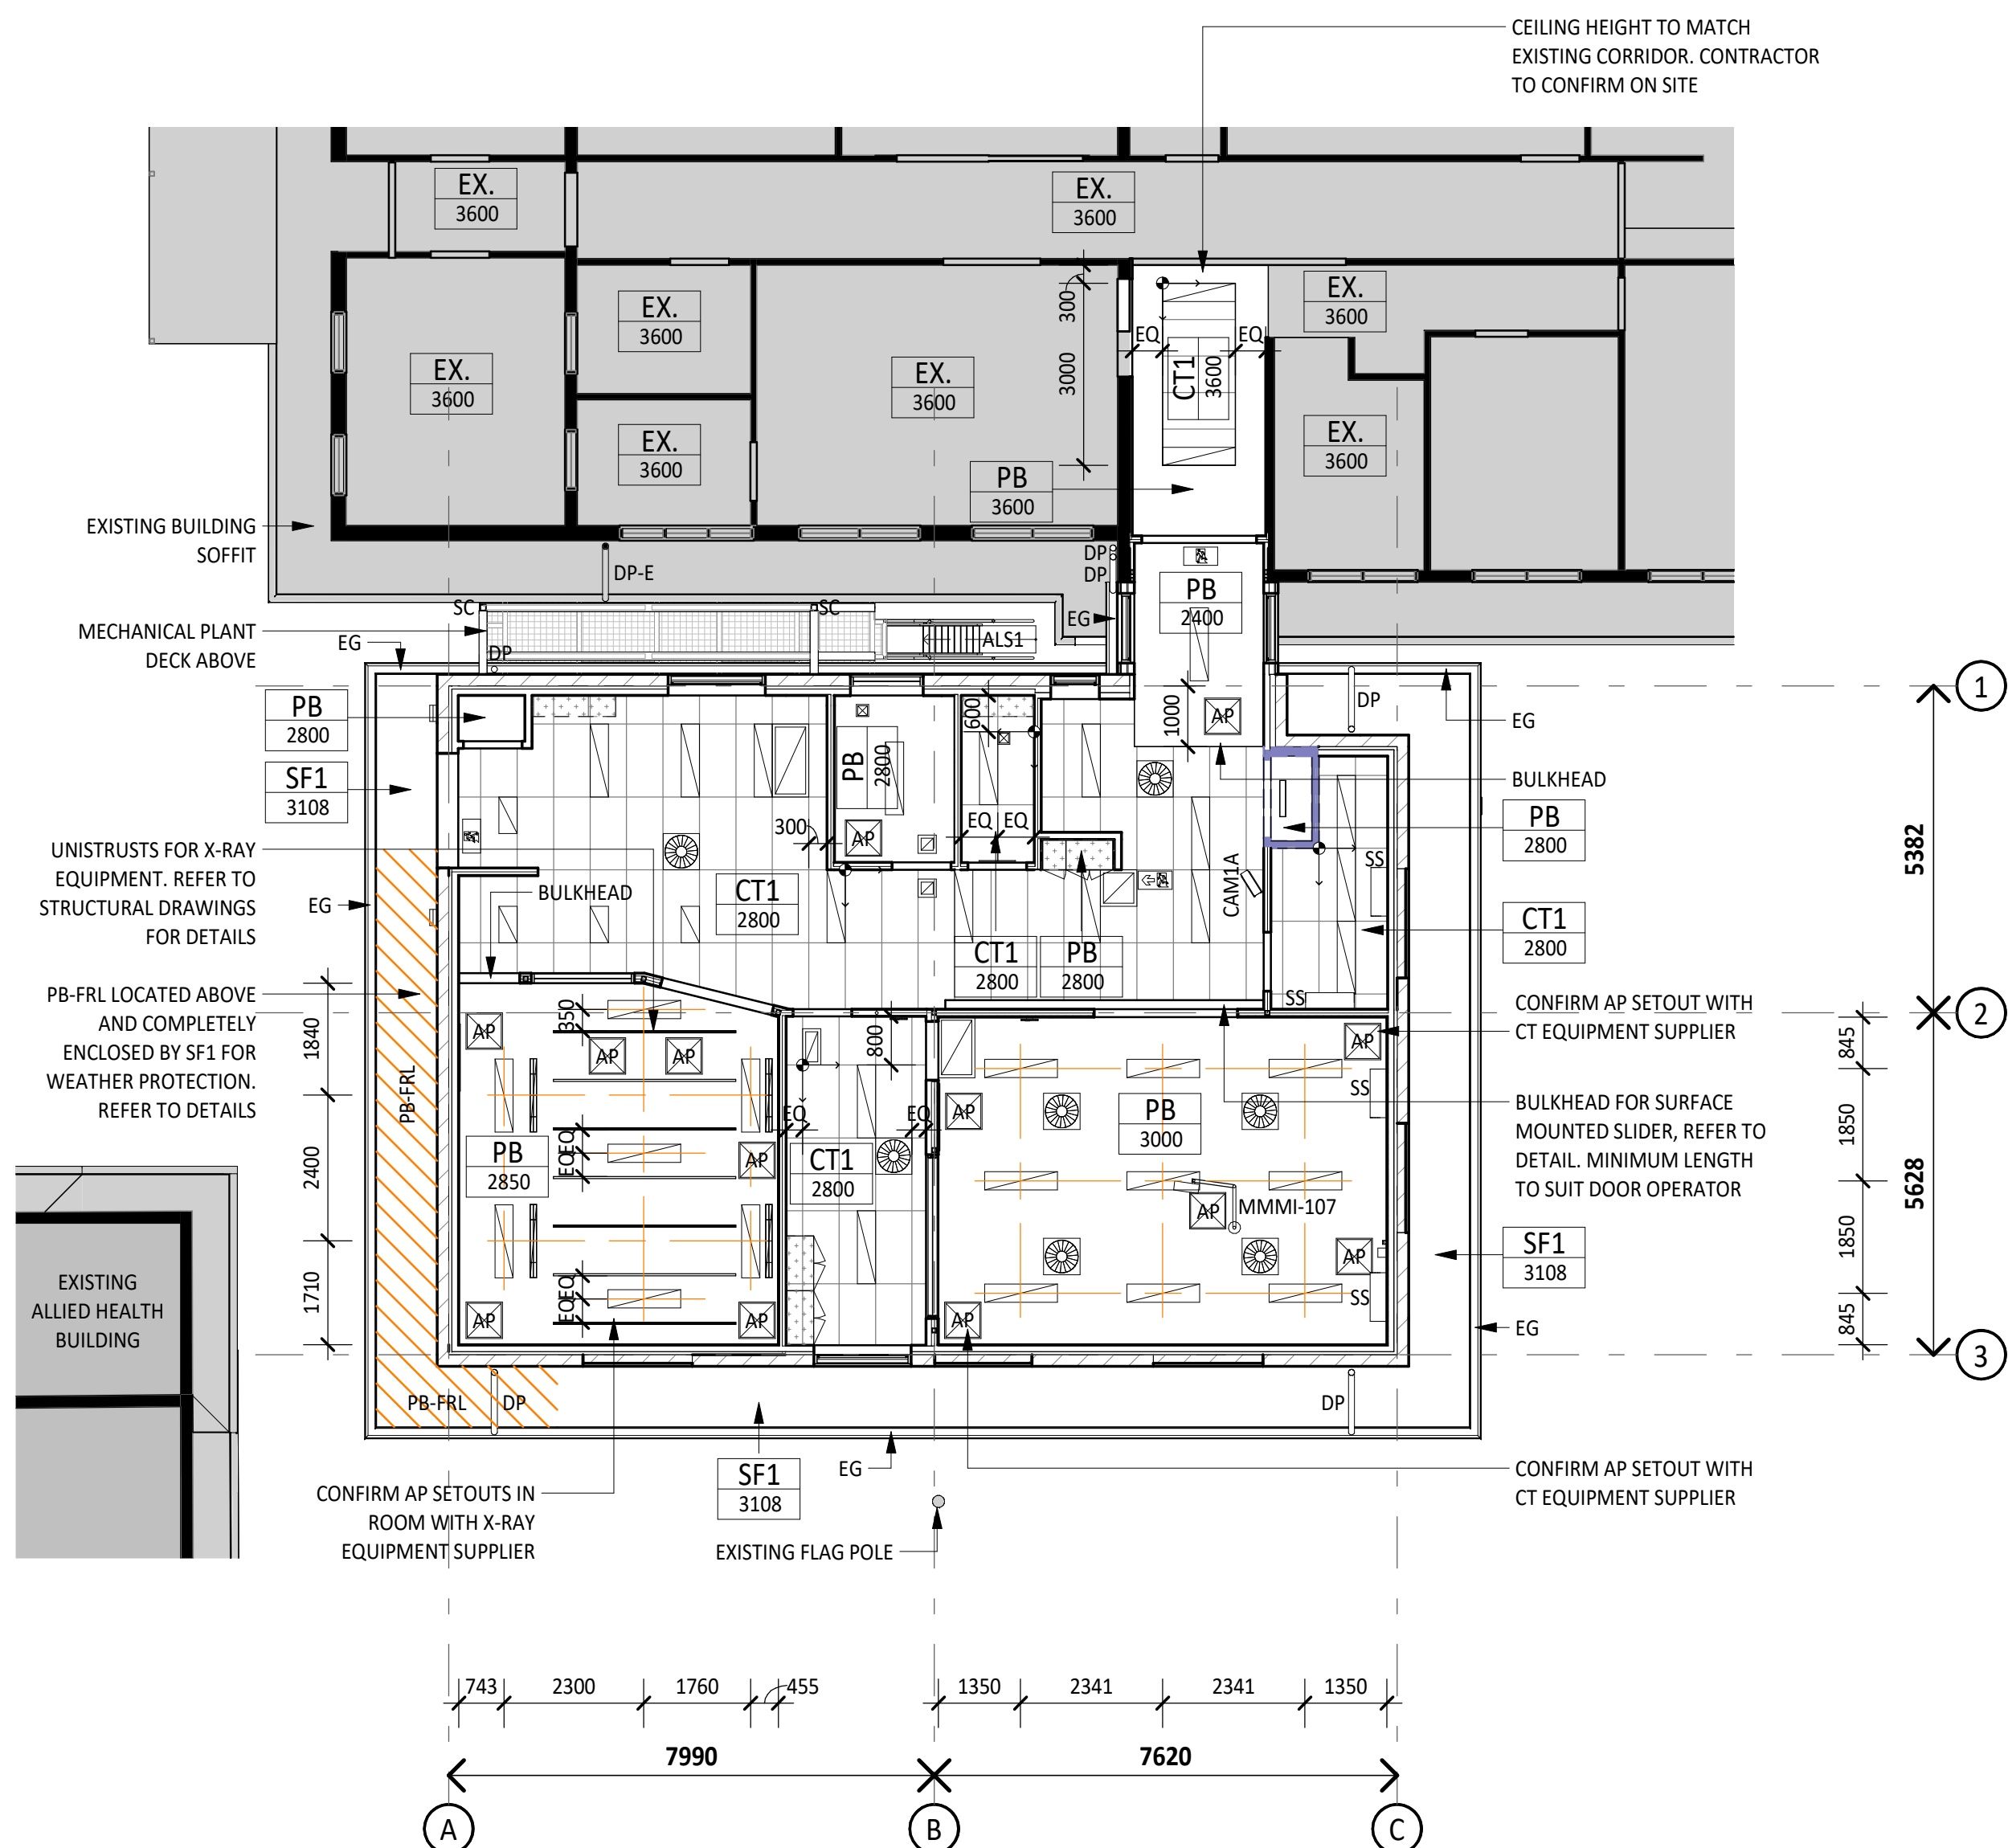 CEILING HEIGHT TO MATCH
EXISTING CORRIDOR. CONTRACTOR
TO CONFIRM ON SITE
EX.
3600
EX.
3600
EX.
3600
EX.
3600
EX.
3600
EX.
3600
EX.
3600
EX.
3600
300
3000
EQ
EQ
CT1
3600
PB
3600
EXISTING BUILDING
SOFFIT
DP-E
DP
DP
PB
2400
SC
SC
EG
MECHANICAL PLANT
DECK ABOVE
EG
DP
ALS1
1
PB
2800
DP
EG
600
1000
AP
PB
2800
BULKHEAD
SF1
3108
PB
2800
300
AP
EQ
EQ
SS
5382
UNISTRUSTS FOR X-RAY
EQUIPMENT. REFER TO
STRUCTURAL DRAWINGS
FOR DETAILS
EG
BULKHEAD
CT1
2800
CAM1A
CT1
2800
CT1
2800
PB
2800
PB-FRL LOCATED ABOVE
AND COMPLETELY
ENCLOSED BY SF1 FOR
WEATHER PROTECTION.
REFER TO DETAILS
SS
CONFIRM AP SETOUT WITH
CT EQUIPMENT SUPPLIER
2
1840
350
AP
AP
AP
800
AP
845
PB-FRL
SS
BULKHEAD FOR SURFACE
MOUNTED SLIDER, REFER TO
DETAIL. MINIMUM LENGTH
TO SUIT DOOR OPERATOR
1850
EQ
EQ
AP
PB
3000
2400
PB
2850
EQ
EQ
AP
CT1
2800
5628
AP
MMMI-107
1850
SF1
3108
AP
EXISTING
ALLIED HEALTH
BUILDING
1710
EQ
EQ
AP
AP
AP
SS
EG
845
3
PB-FRL
DP
DP
CONFIRM AP SETOUTS IN
ROOM WITH X-RAY
EQUIPMENT SUPPLIER
SF1
3108
EG
CONFIRM AP SETOUT WITH
CT EQUIPMENT SUPPLIER
EXISTING FLAG POLE
743
2300
1760
455
1350
2341
2341
1350
7990
7620
A
B
C